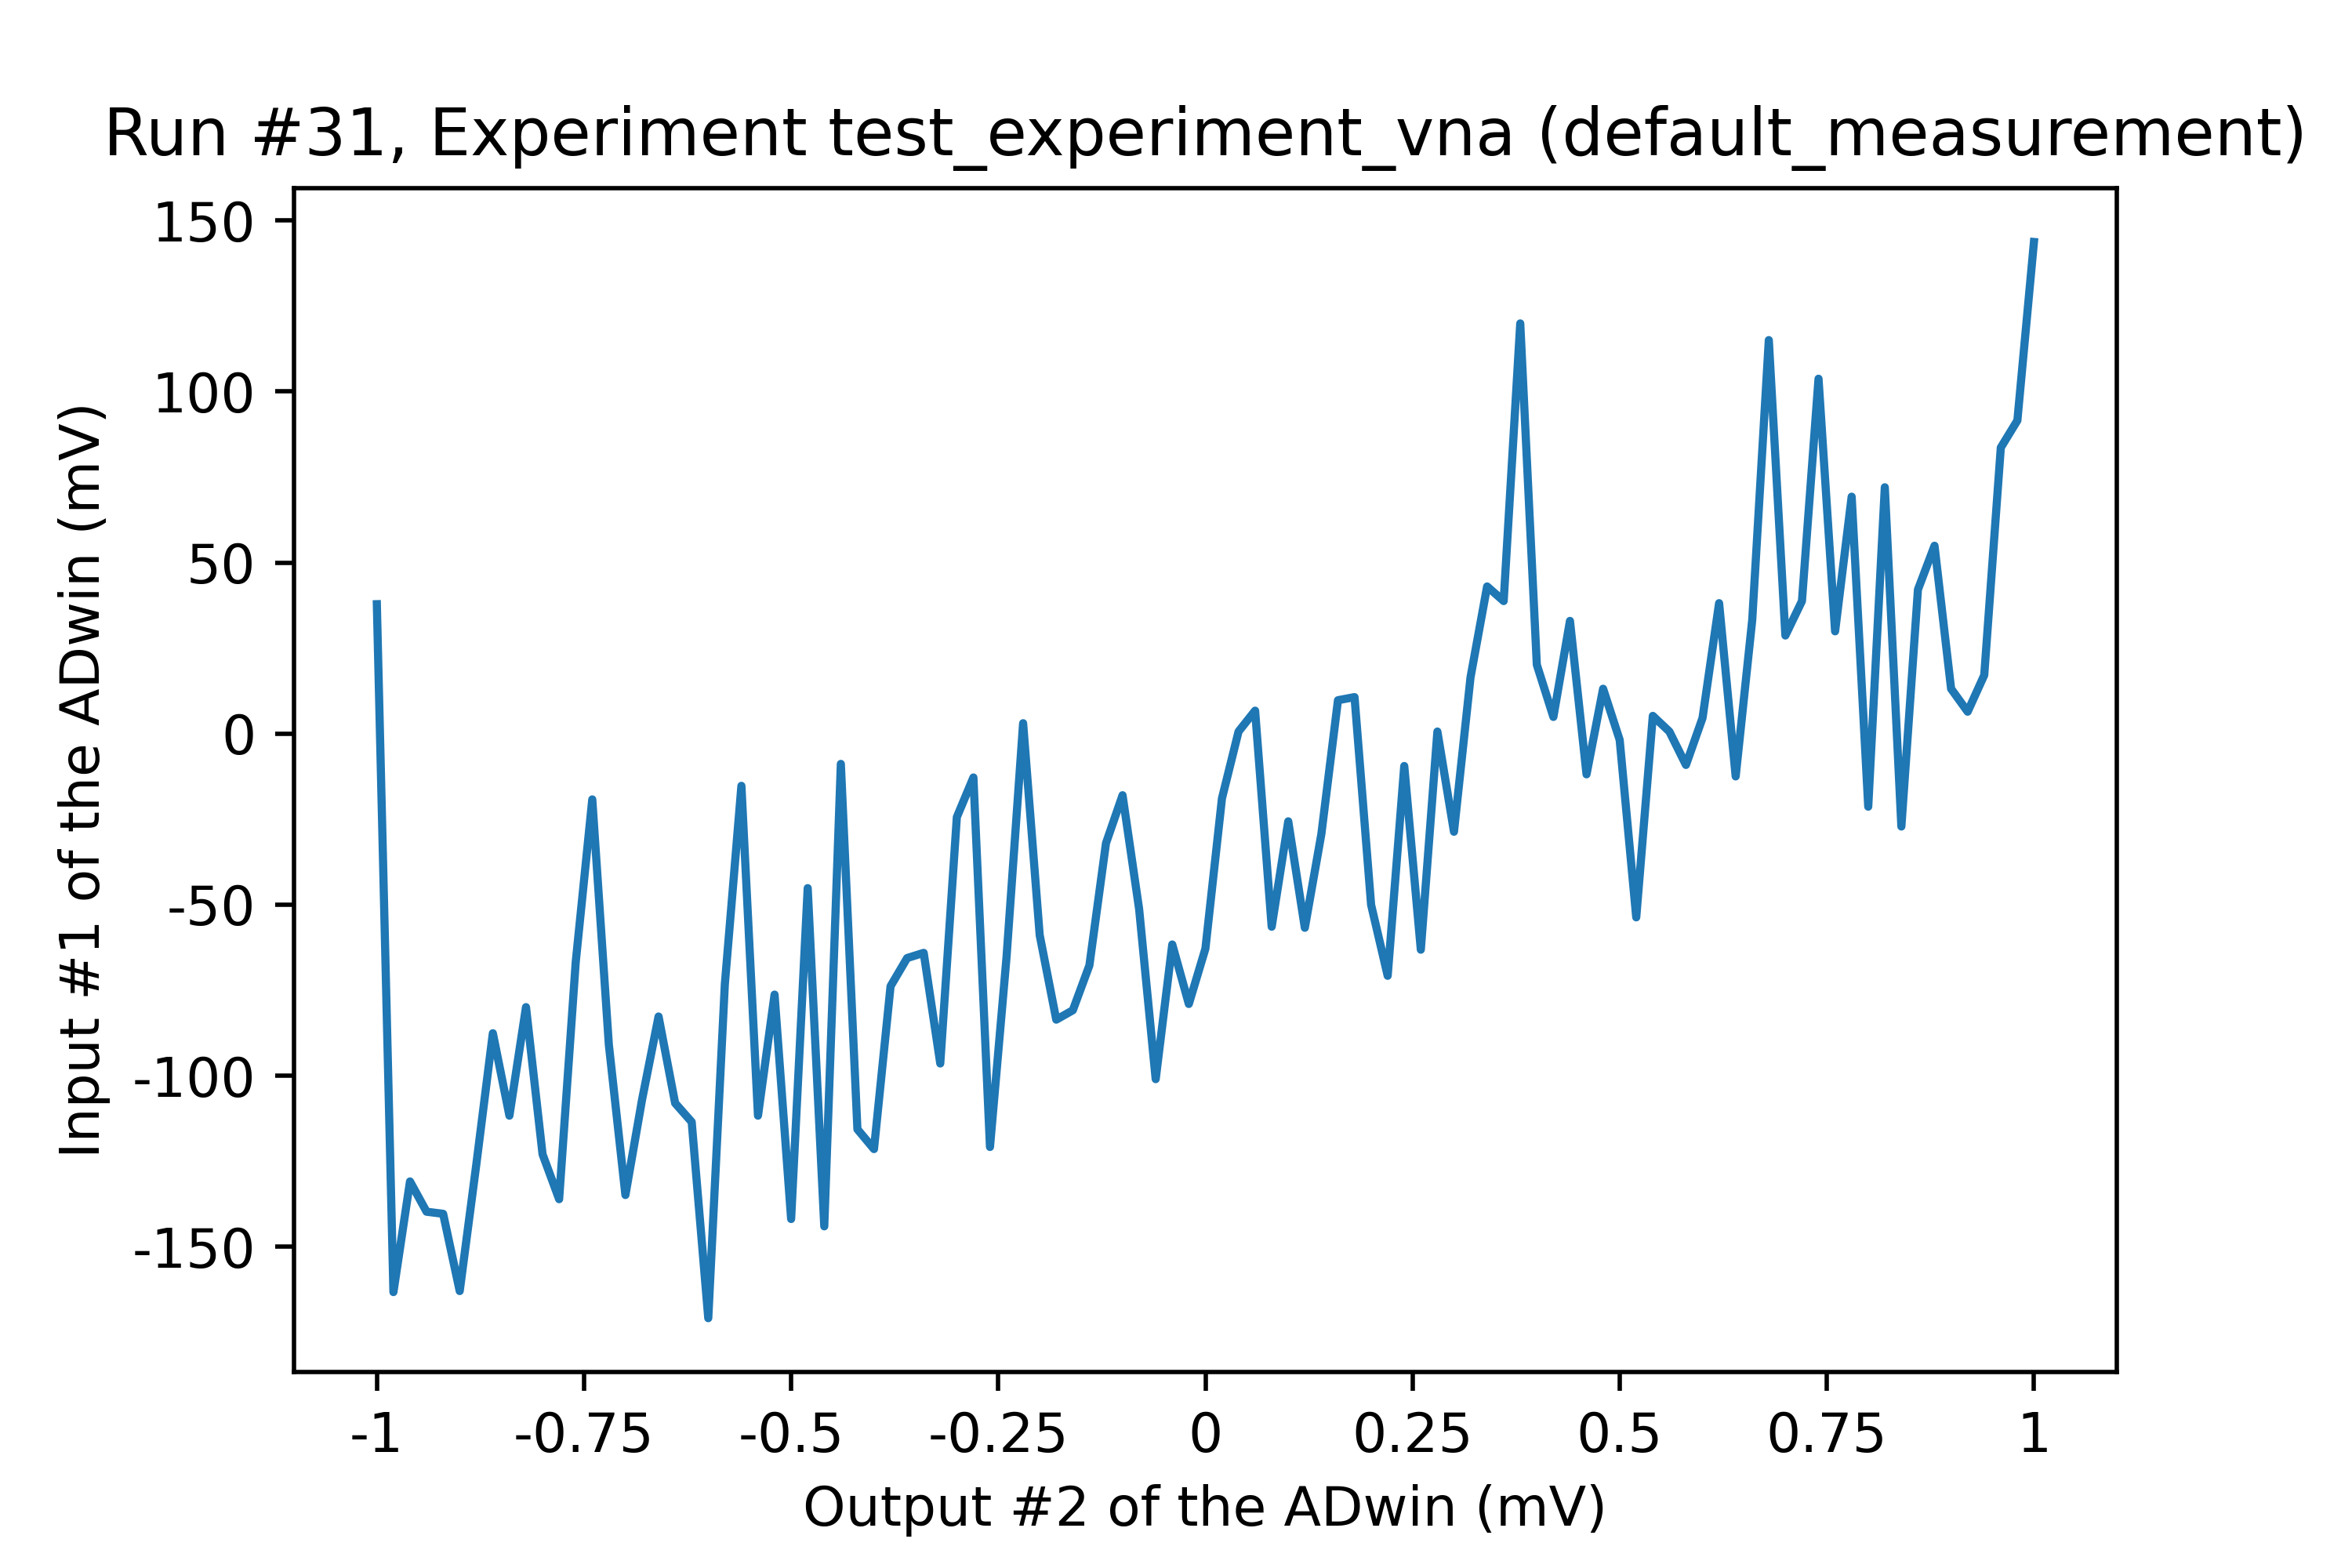 Run #31, Experiment test_experiment_vna (default_measurement)
150
100
50
0
-50
-100
-150
Input #1 of the ADwin (mV)
-1 -0.75 -0.5 -0.25 0 0.25 0.5 0.75 1
Output #2 of the ADwin (mV)